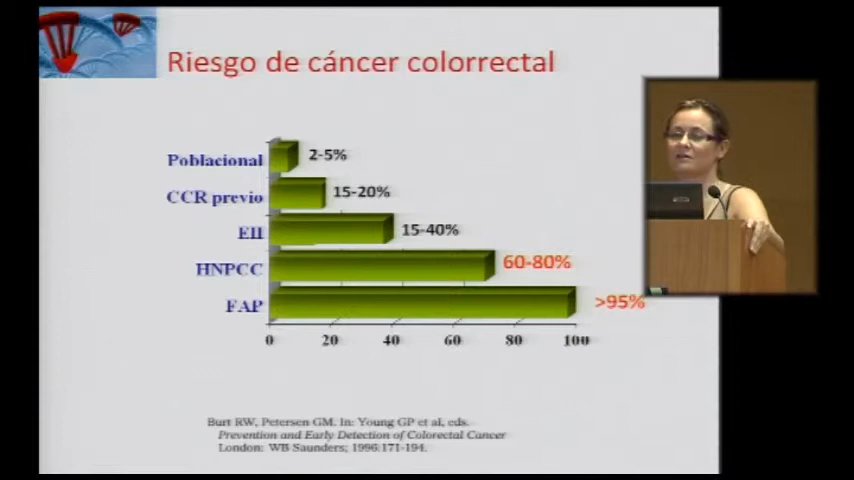 Riesgo de cáncer colorrectal
Poblacional 2-5%
CCR previo 15-20%
EII 15-40%
HNPCC 60-80%
FAP >95%
0 20 40 60 80 100
Burt RW, Petersen GM. In: Young GP et al, eds.
Prevention and Early Detection of Colorectal Cancer
London: WB Saunders; 1996:171-194.